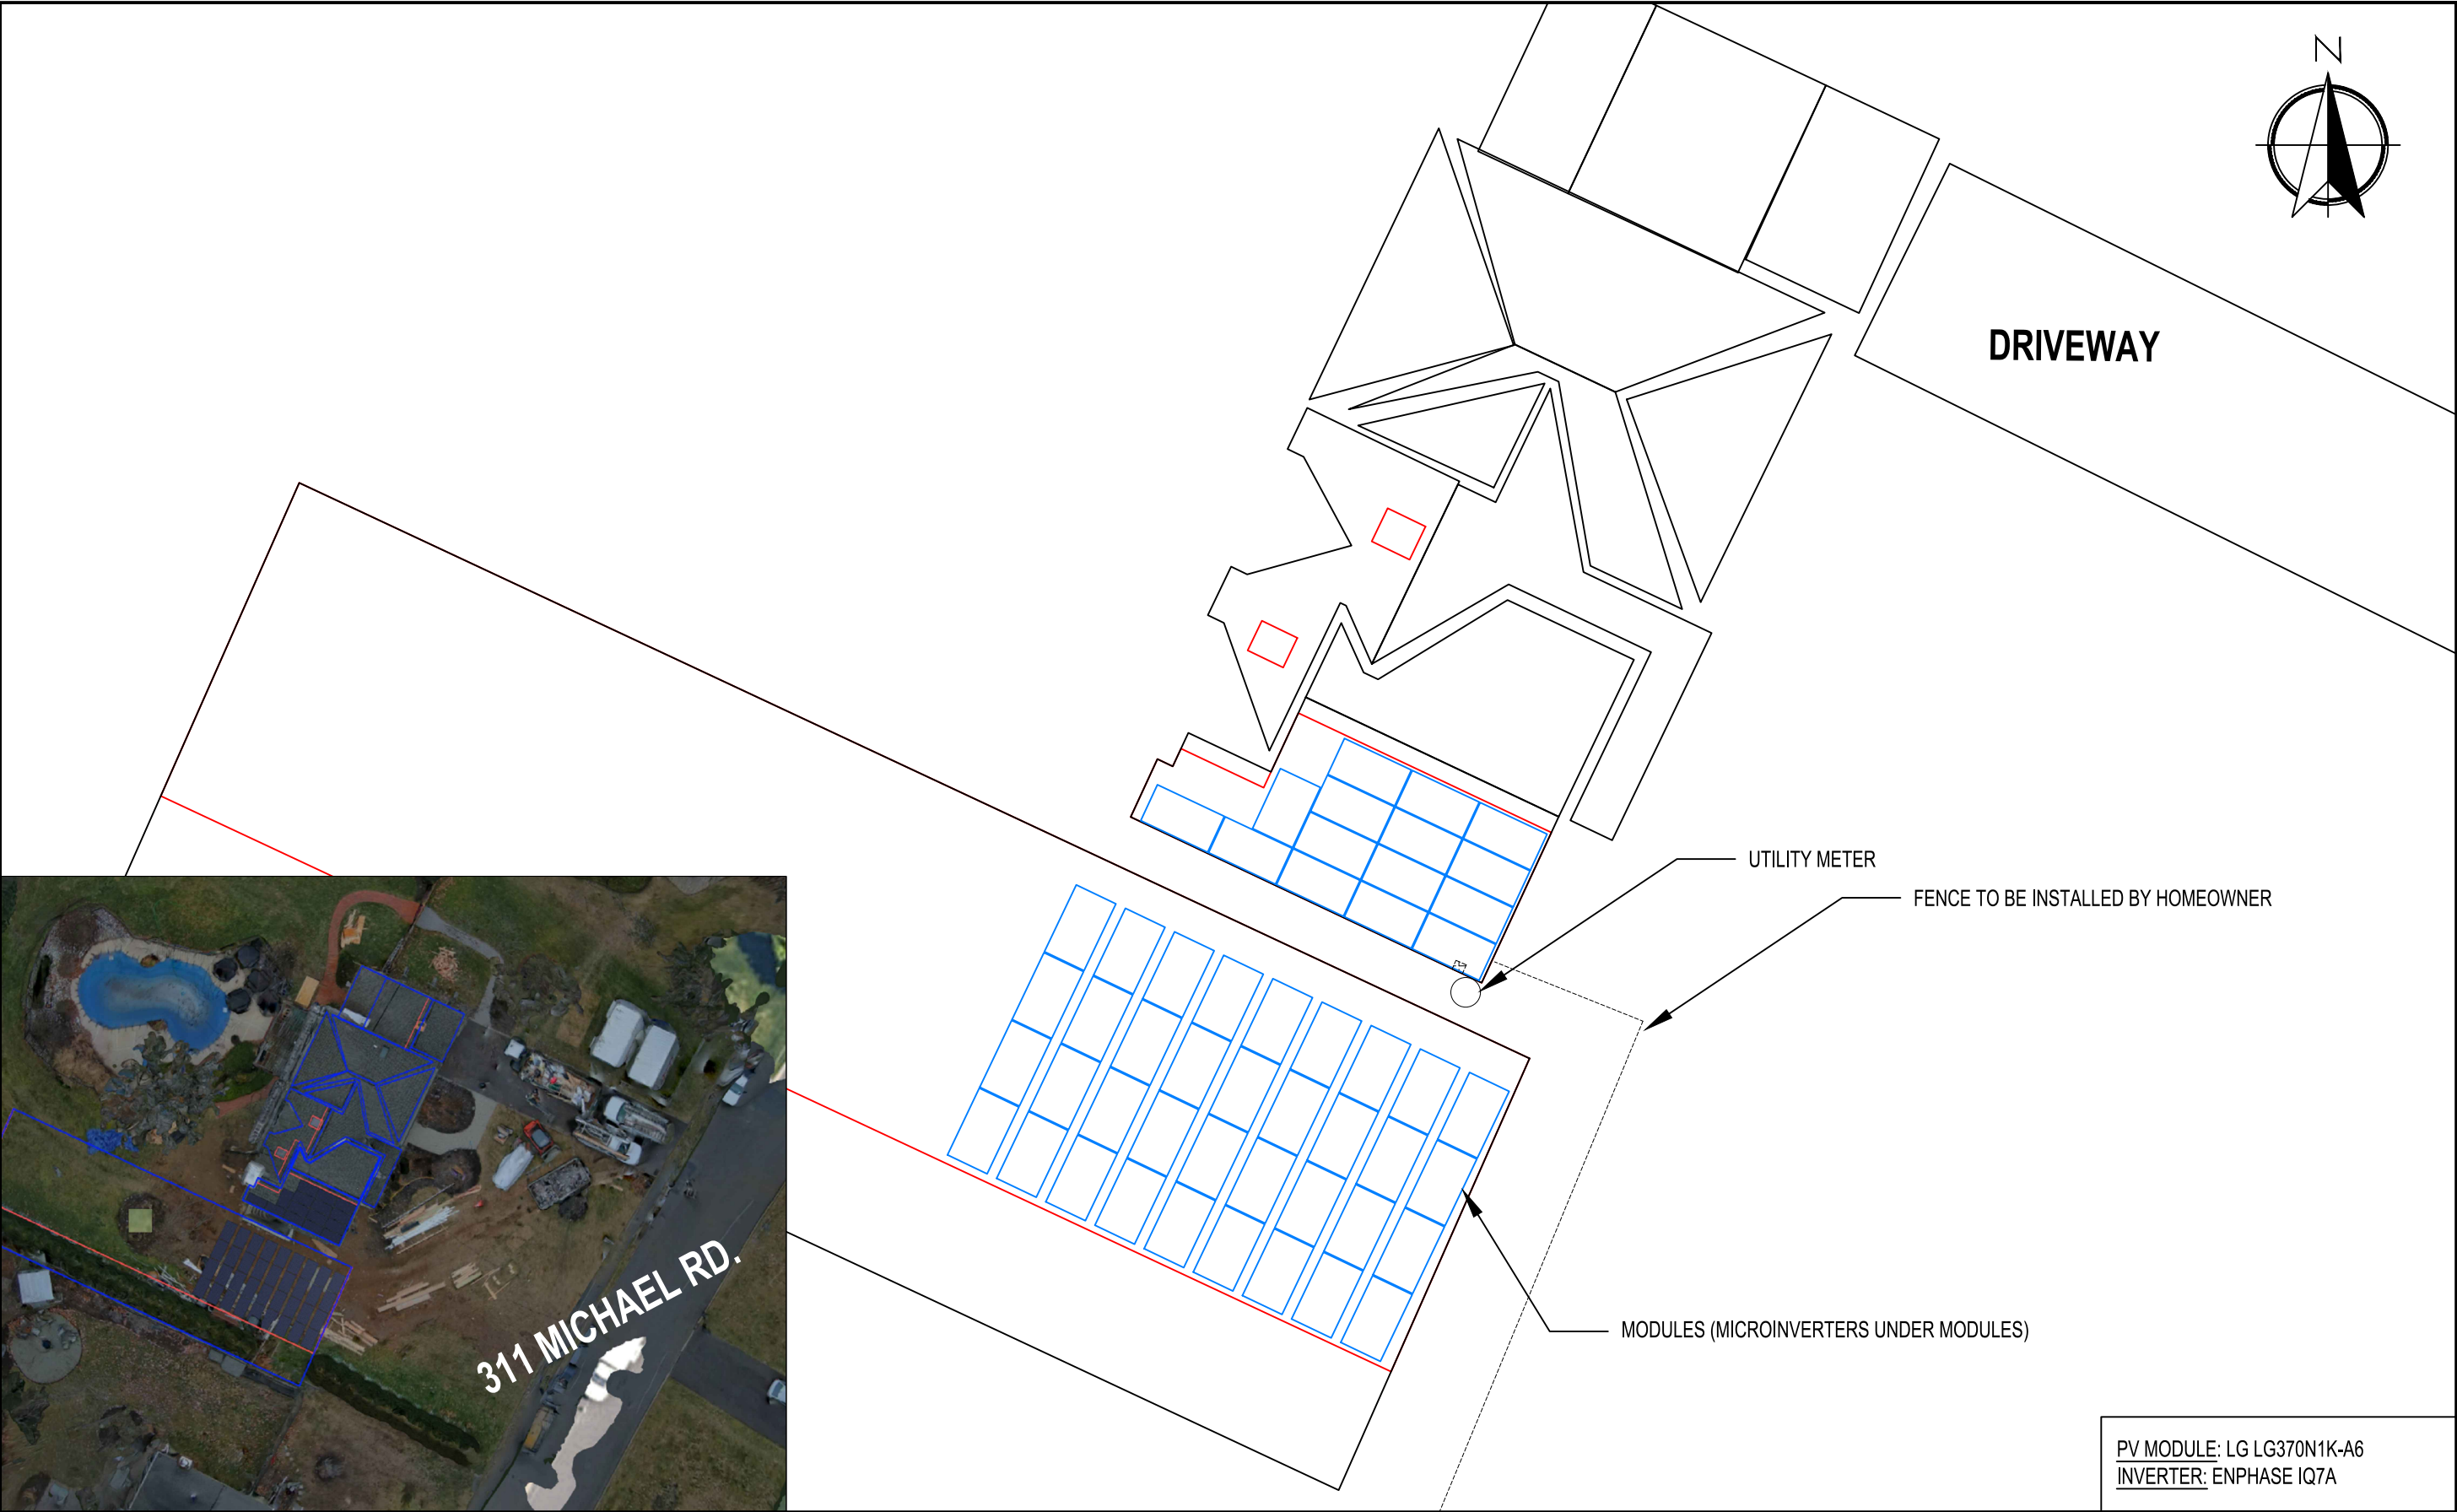 N
DRIVEWAY
UTILITY METER
FENCE TO BE INSTALLED BY HOMEOWNER
311 MICHAEL RD.
MODULES (MICROINVERTERS UNDER MODULES)
PV MODULE: LG LG370N1K-A6
INVERTER: ENPHASE IQ7A